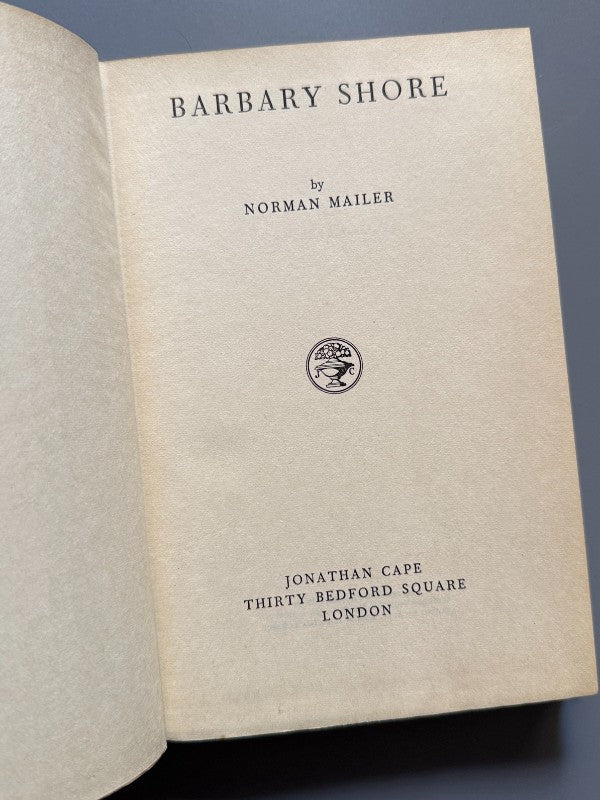 BARBARY SHORE
by
NORMAN MAILER
J C
JONATHAN CAPE
THIRTY BEDFORD SQUARE
LONDON